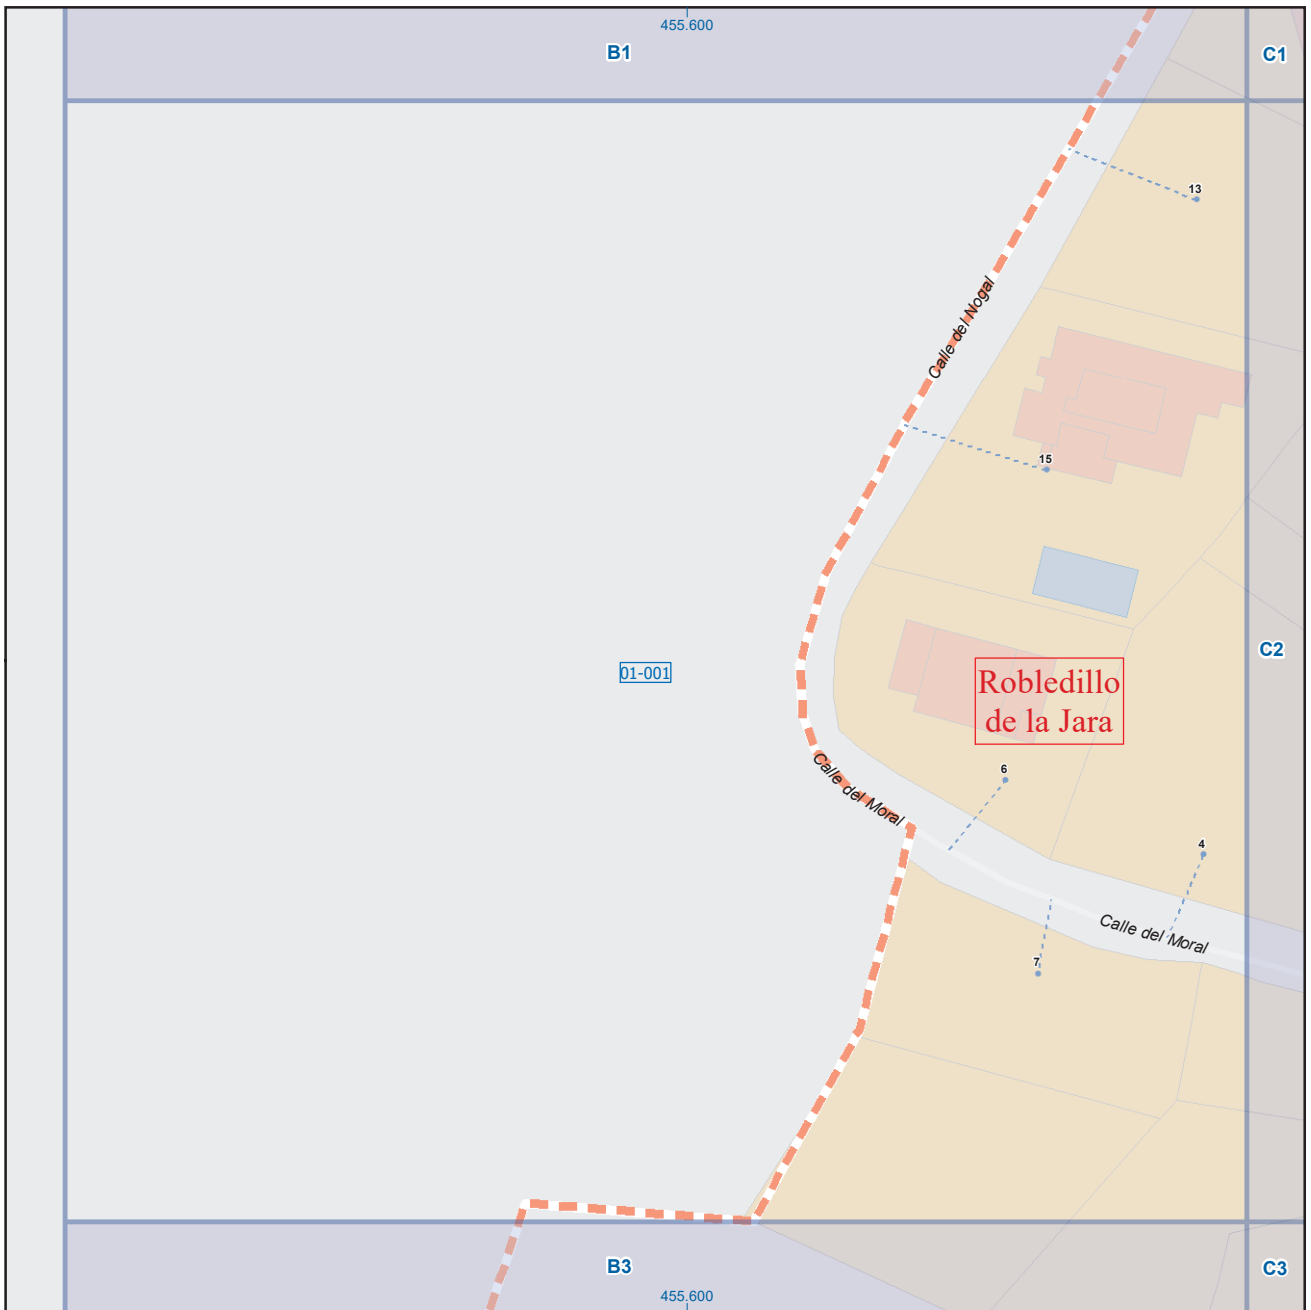 455.600
B1
C1
13
Calle del Nogal
15
01-001
C2
Robledillo
de la Jara
Calle del Moral
6
4
Calle del Moral
7
B3
C3
455.600